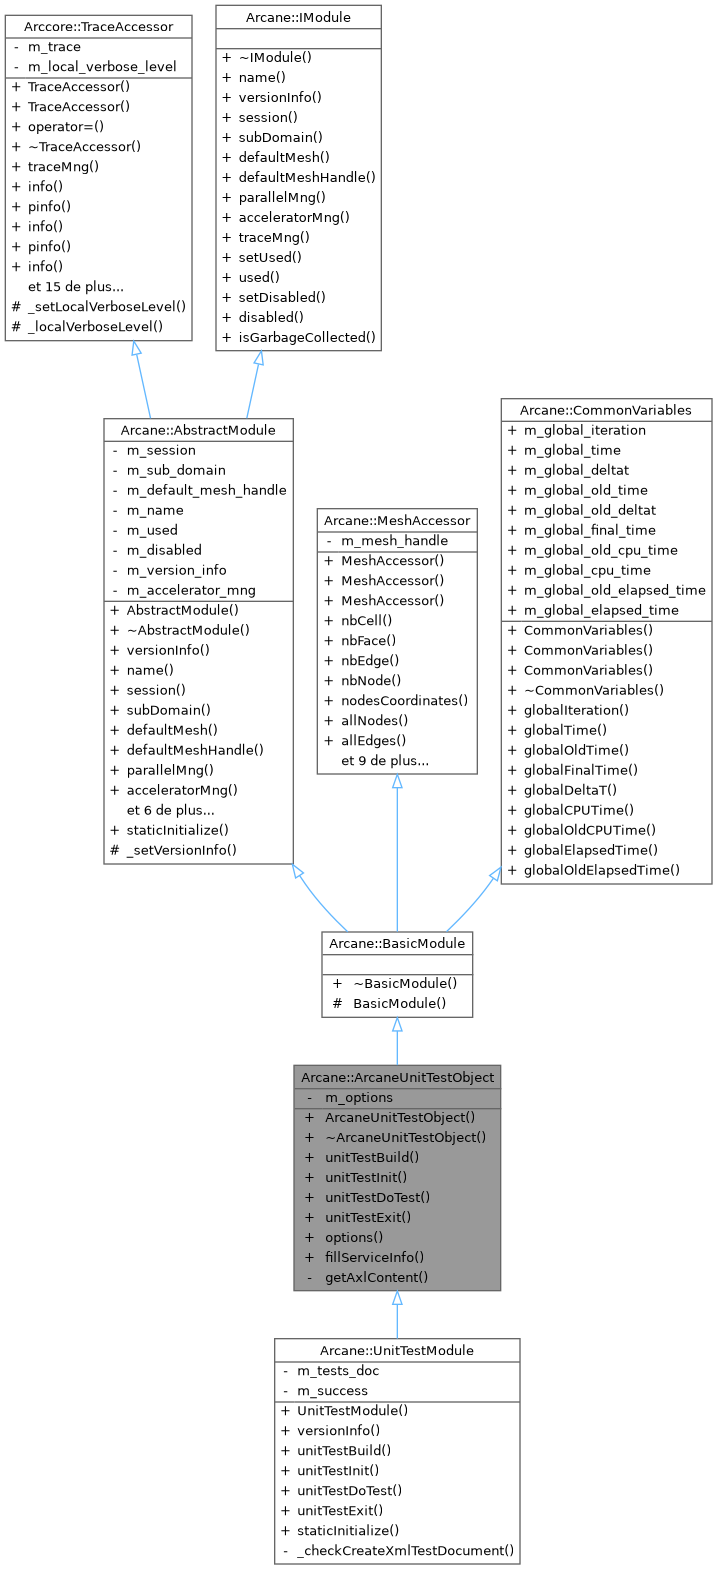 Arccore::TraceAccessor
- m_trace
- m_local_verbose_level
+ TraceAccessor()
+ TraceAccessor()
+ operator=()
+ ~TraceAccessor()
+ traceMng()
+ info()
+ pinfo()
+ info()
+ pinfo()
+ info()
et 15 de plus...
# _setLocalVerboseLevel()
# _localVerboseLevel()
Arcane::IModule
+ ~IModule()
+ name()
+ versionInfo()
+ session()
+ subDomain()
+ defaultMesh()
+ defaultMeshHandle()
+ parallelMng()
+ acceleratorMng()
+ traceMng()
+ setUsed()
+ used()
+ setDisabled()
+ disabled()
+ isGarbageCollected()
Arcane::AbstractModule
- m_session
- m_sub_domain
- m_default_mesh_handle
- m_name
- m_used
- m_disabled
- m_version_info
- m_accelerator_mng
+ AbstractModule()
+ ~AbstractModule()
+ versionInfo()
+ name()
+ session()
+ subDomain()
+ defaultMesh()
+ defaultMeshHandle()
+ parallelMng()
+ acceleratorMng()
et 6 de plus...
+ staticInitialize()
# _setVersionInfo()
Arcane::MeshAccessor
- m_mesh_handle
+ MeshAccessor()
+ MeshAccessor()
+ MeshAccessor()
+ nbCell()
+ nbFace()
+ nbEdge()
+ nbNode()
+ nodesCoordinates()
+ allNodes()
+ allEdges()
et 9 de plus...
Arcane::CommonVariables
+ m_global_iteration
+ m_global_time
+ m_global_deltat
+ m_global_old_time
+ m_global_old_deltat
+ m_global_final_time
+ m_global_old_cpu_time
+ m_global_cpu_time
+ m_global_old_elapsed_time
+ m_global_elapsed_time
+ CommonVariables()
+ CommonVariables()
+ CommonVariables()
+ ~CommonVariables()
+ globalIteration()
+ globalTime()
+ globalOldTime()
+ globalFinalTime()
+ globalDeltaT()
+ globalCPUTime()
+ globalOldCPUTime()
+ globalElapsedTime()
+ globalOldElapsedTime()
Arcane::BasicModule
+ ~BasicModule()
# BasicModule()
Arcane::ArcaneUnitTestObject
- m_options
+ ArcaneUnitTestObject()
+ ~ArcaneUnitTestObject()
+ unitTestBuild()
+ unitTestInit()
+ unitTestDoTest()
+ unitTestExit()
+ options()
+ fillServiceInfo()
- getAxlContent()
Arcane::UnitTestModule
- m_tests_doc
- m_success
+ UnitTestModule()
+ versionInfo()
+ unitTestBuild()
+ unitTestInit()
+ unitTestDoTest()
+ unitTestExit()
+ staticInitialize()
- _checkCreateXmlTestDocument()